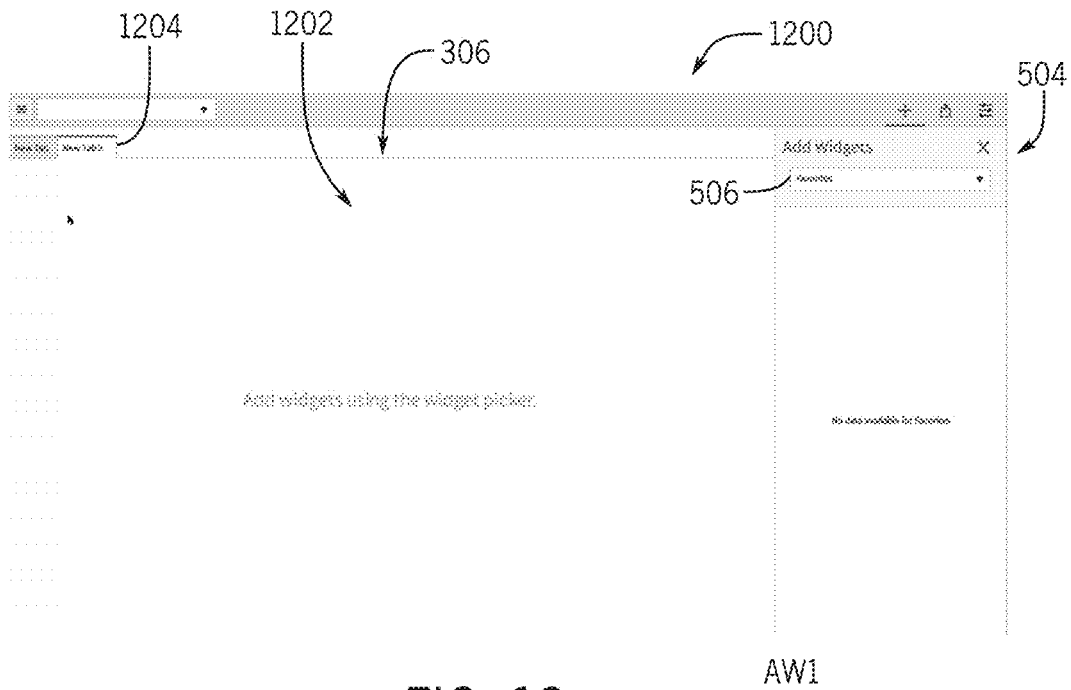 1204
1202
306
1200
504
New Tab 2
Add Widgets
506
Favorites
Add widgets using the widget picker.
No data available for favorites
AW1